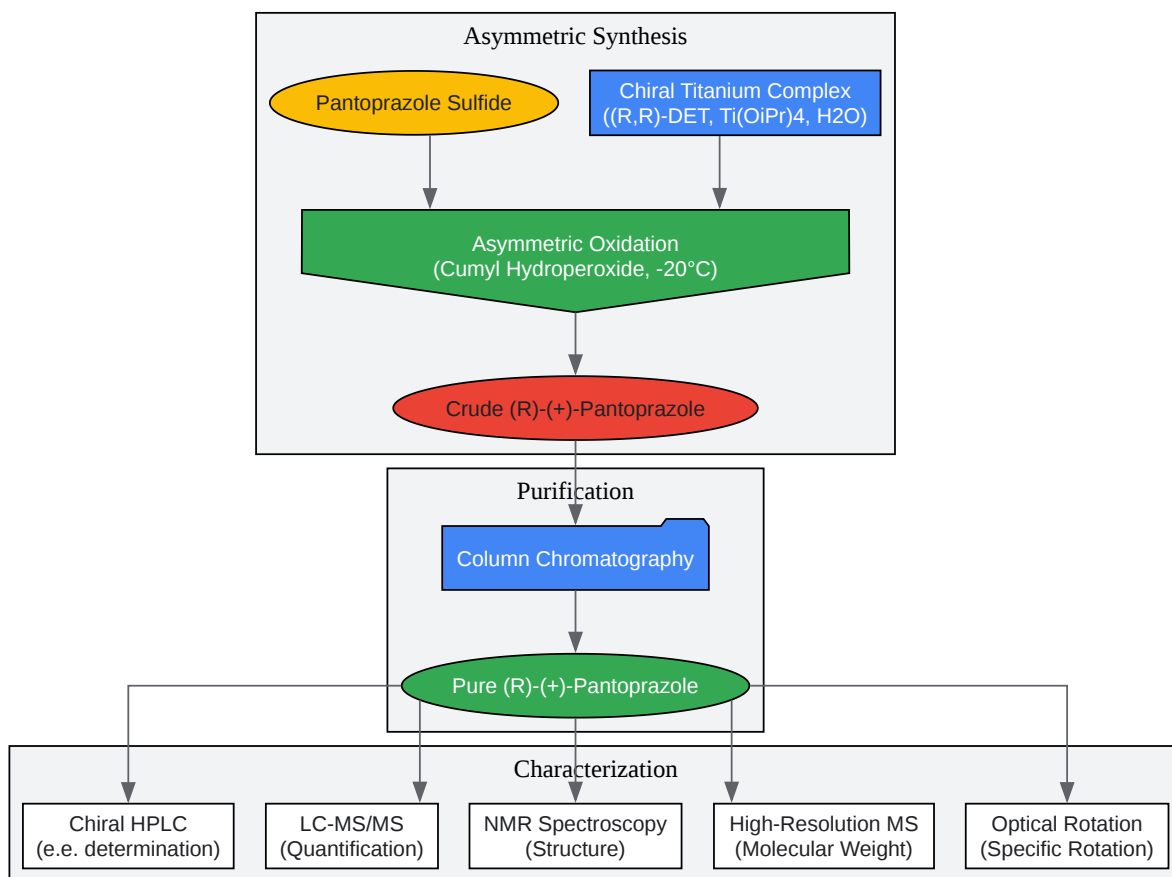 Asymmetric Synthesis
Pantoprazole Sulfide
Chiral Titanium Complex
((R,R)-DET, Ti(OiPr)4, H2O)
Asymmetric Oxidation
(Cumyl Hydroperoxide, -20°C)
Crude (R)-(+)-Pantoprazole
Purification
Column Chromatography
Pure (R)-(+)-Pantoprazole
Characterization
Chiral HPLC
(e.e. determination)
LC-MS/MS
(Quantification)
NMR Spectroscopy
(Structure)
High-Resolution MS
(Molecular Weight)
Optical Rotation
(Specific Rotation)